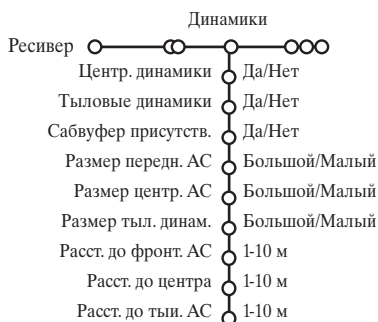 Динамики
Ресивер
Центр. динамики Да/Нет
Тыловые динамики Да/Нет
Сабвуфер присутств. Да/Нет
Размер передн. АС Большой/Малый
Размер центр. АС Большой/Малый
Размер тыл. динам. Большой/Малый
Расст. до фронт. АС 1-10 м
Расст. до центра 1-10 м
Расст. до тыи. АС 1-10 м